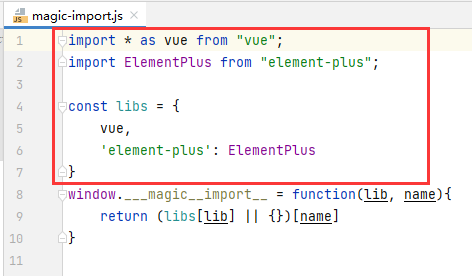 magic-import.js
1 import * as vue from "vue";
2 import ElementPlus from "element-plus";
3
4 const libs = {
5     vue,
6     'element-plus': ElementPlus
7 }
8 window.___magic__import__ = function(lib, name){
9     return (libs[lib] || {})[name]
10 }
11